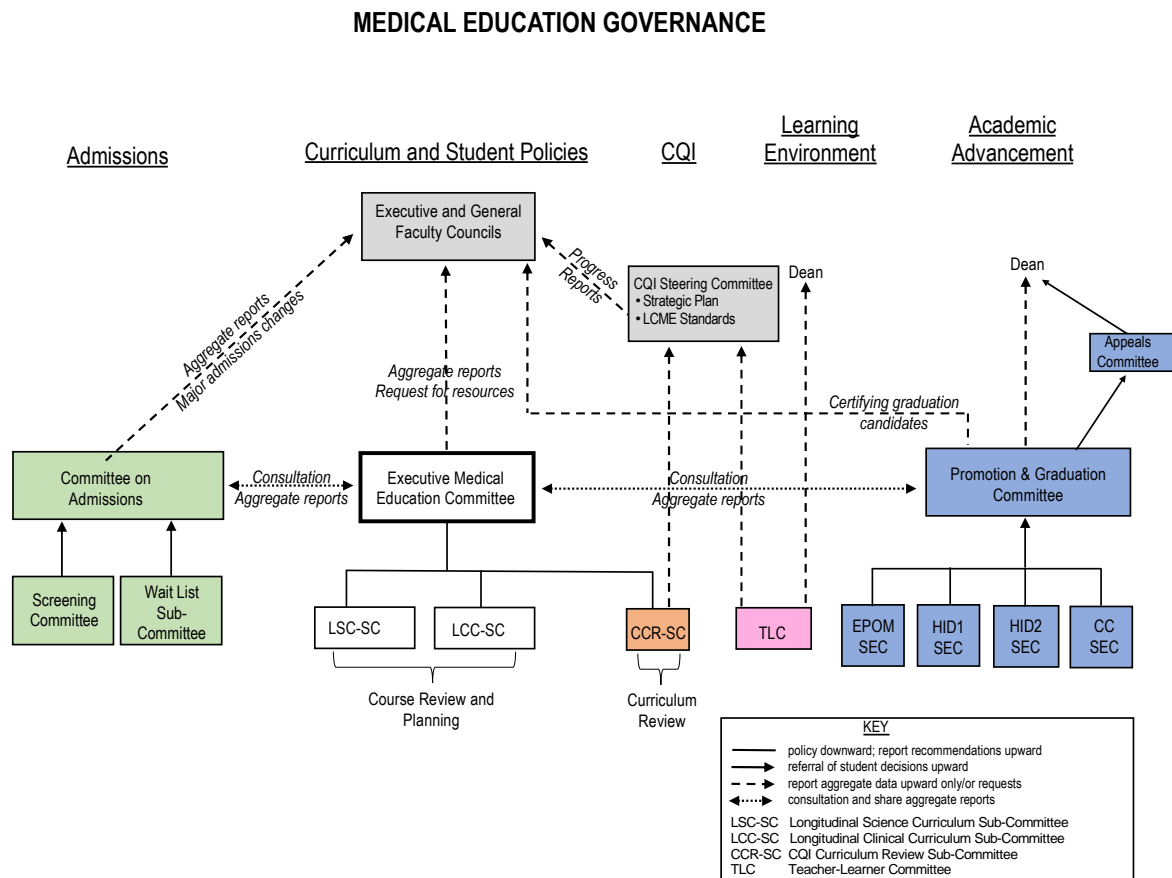 MEDICAL EDUCATION GOVERNANCE
Admissions
Curriculum and Student Policies
CQI
Learning
Environment
Academic
Advancement
Executive and General
Faculty Councils
Progress
Reports
CQI Steering Committee
• Strategic Plan
• LCME Standards
Dean
Dean
Appeals
Committee
Aggregate reports
Major admissions changes
Aggregate reports
Request for resources
Certifying graduation
candidates
Committee on
Admissions
Consultation
Aggregate reports
Executive Medical
Education Committee
Consultation
Aggregate reports
Promotion & Graduation
Committee
Screening
Committee
Wait List
Sub-
Committee
LSC-SC
LCC-SC
CCR-SC
TLC
EPOM
SEC
HID1
SEC
HID2
SEC
CC
SEC
Course Review and
Planning
Curriculum
Review
KEY
policy downward; report recommendations upward
referral of student decisions upward
report aggregate data upward only/or requests
consultation and share aggregate reports
LSC-SC Longitudinal Science Curriculum Sub-Committee
LCC-SC Longitudinal Clinical Curriculum Sub-Committee
CCR-SC CQI Curriculum Review Sub-Committee
TLC Teacher-Learner Committee